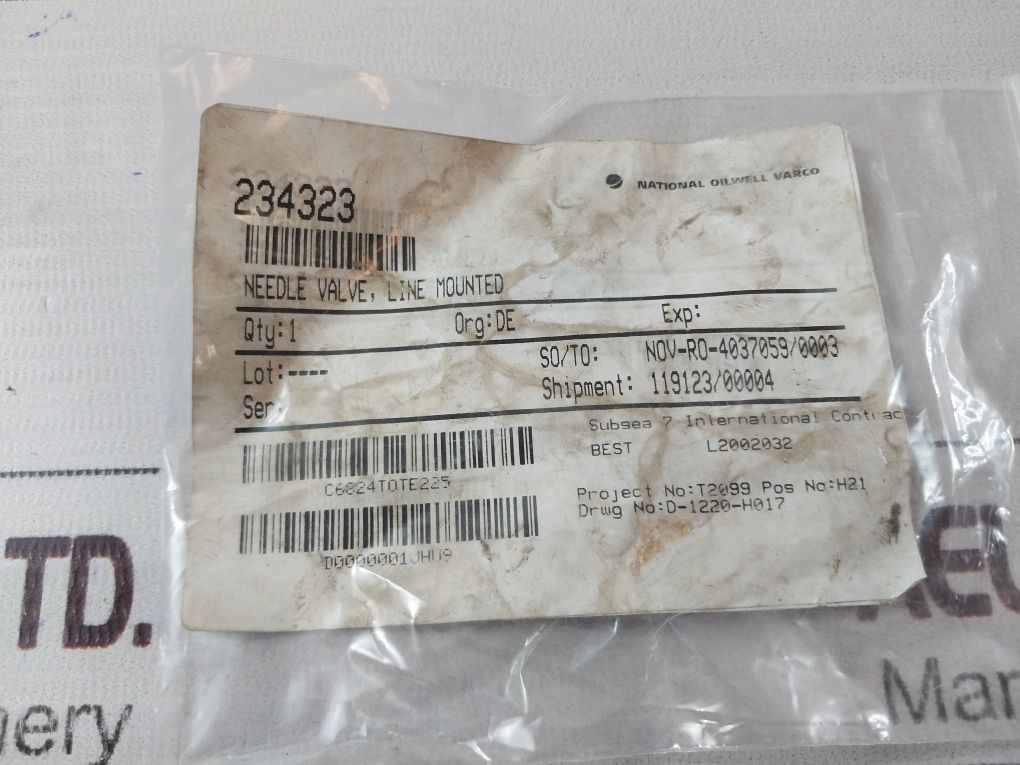 NATIONAL OILWELL VARCO
234323
NEEDLE VALVE, LINE MOUNTED
Qty:1 Org:DE Exp:
Lot:---- SO/TO: NOV-RO-4037059/0003
Ser: Shipment: 119123/00004
Subsea 7 International Contrac
BEST L2002032
C6024TOTE225
Project No:T2099 Pos No:H21
Drwg No:D-1220-H017
D0000001JHU9
TD.
nery
AEU
Mar